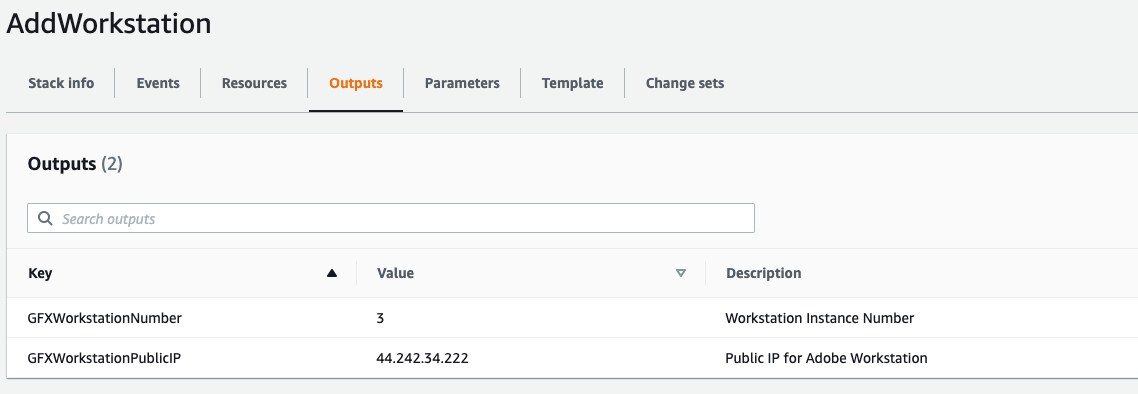 AddWorkstation
Stack info Events Resources Outputs Parameters Template Change sets
Outputs (2)
Search outputs
Key Value Description
GFXWorkstationNumber 3 Workstation Instance Number
GFXWorkstationPublicIP 44.242.34.222 Public IP for Adobe Workstation